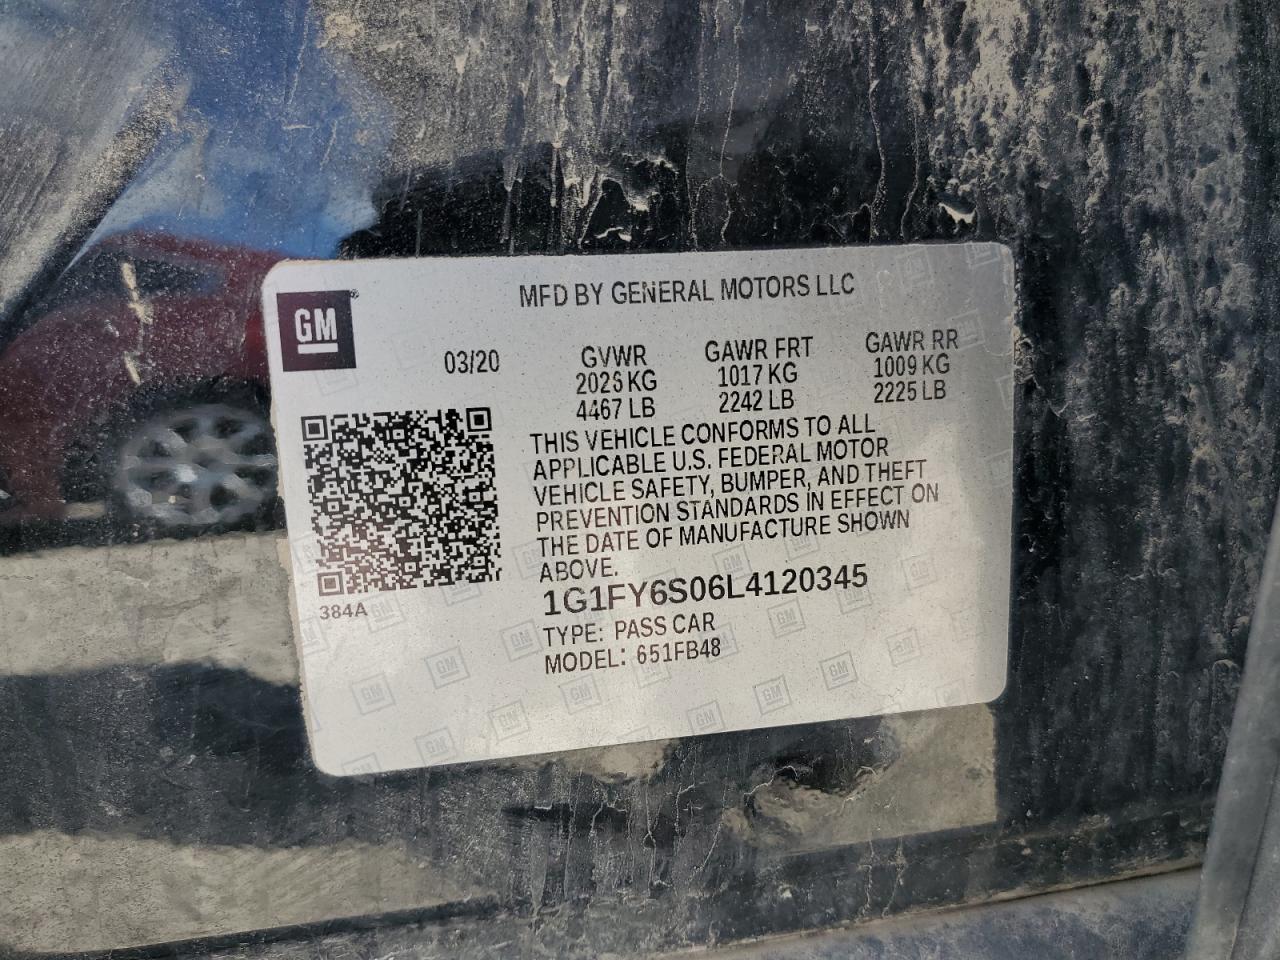 MFD BY GENERAL MOTORS LLC
GM®
03/20 GVWR GAWR FRT GAWR RR
2026 KG 1017 KG 1009 KG
4467 LB 2242 LB 2225 LB
THIS VEHICLE CONFORMS TO ALL
APPLICABLE U.S. FEDERAL MOTOR
VEHICLE SAFETY, BUMPER, AND THEFT
PREVENTION STANDARDS IN EFFECT ON
THE DATE OF MANUFACTURE SHOWN
ABOVE.
384A
1G1FY6S06L4120345
TYPE: PASS CAR
MODEL: 651FB48